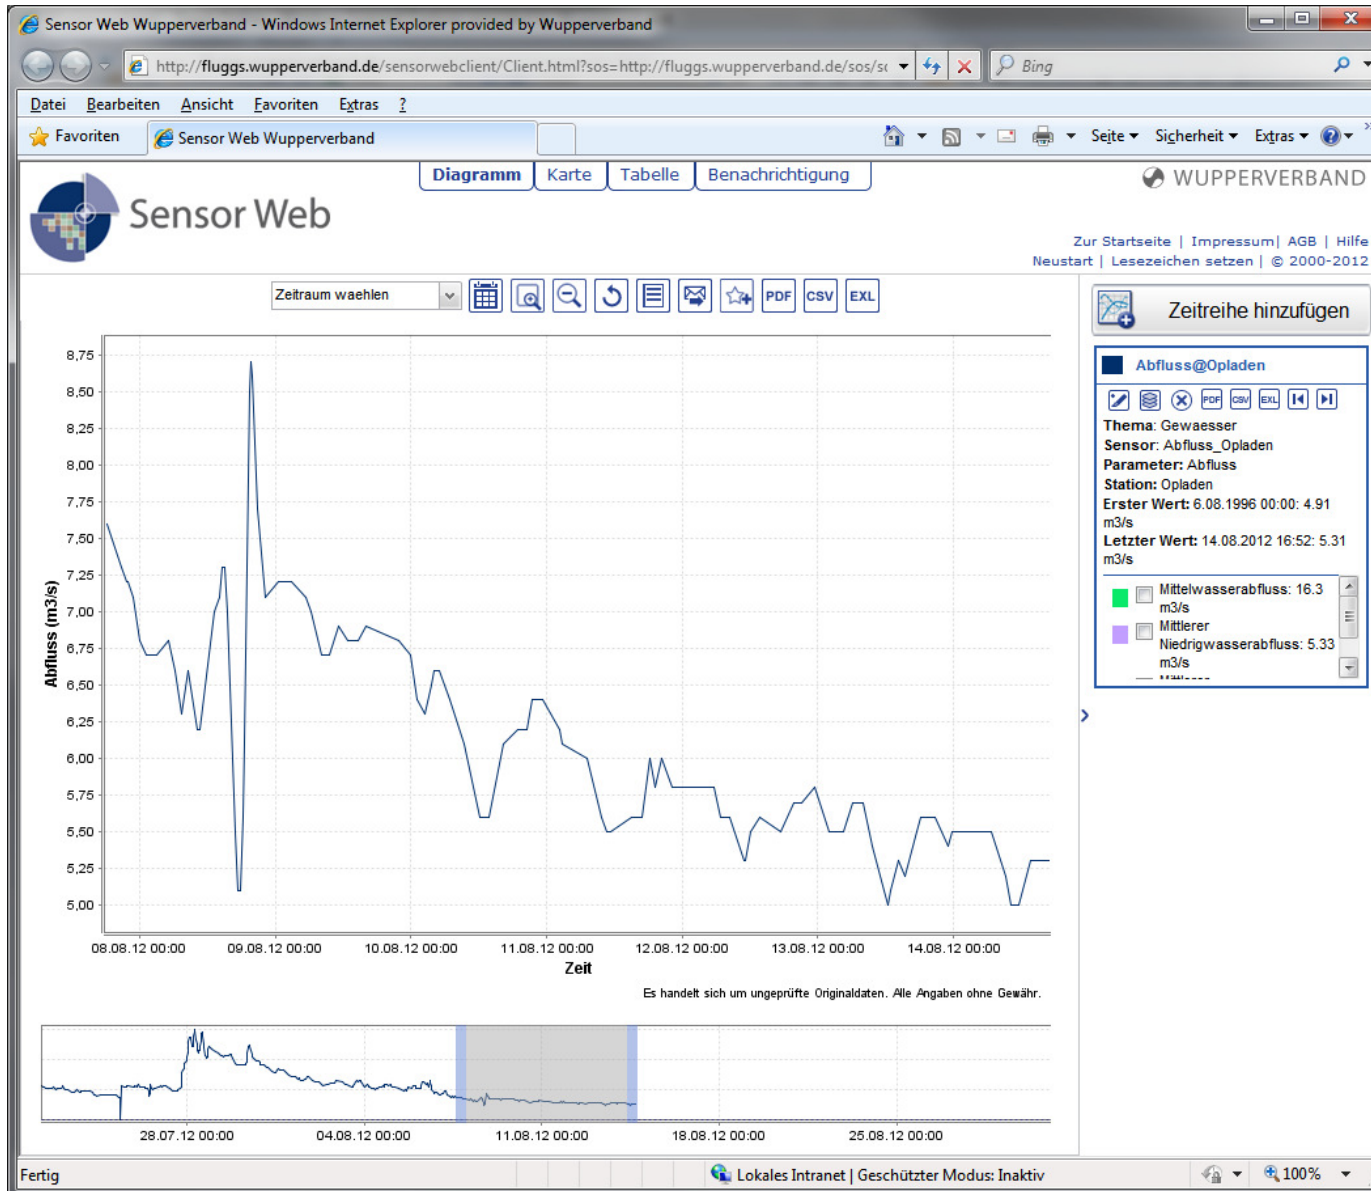 Sensor Web Wupperverband - Windows Internet Explorer provided by Wupperverband
http://fluggs.wupperverband.de/sensorwebclient/Client.html?sos=http://fluggs.wupperverband.de/sos/
Bing
Datei Bearbeiten Ansicht Favoriten Extras ?
Favoriten Sensor Web Wupperverband Seite Sicherheit Extras
Diagramm Karte Tabelle Benachrichtigung
WUPPERVERBAND
Sensor Web
Zur Startseite | Impressum| AGB | Hilfe
Neustart | Lesezeichen setzen | © 2000-2012
Zeitraum waehlen PDF CSV EXL
Zeitreihe hinzufügen
Abfluss@Opladen
PDF CSV EXL
Thema: Gewaesser
Sensor: Abfluss_Opladen
Parameter: Abfluss
Station: Opladen
Erster Wert: 6.08.1996 00:00: 4.91
m3/s
Letzter Wert: 14.08.2012 16:52: 5.31
m3/s
Mittelwasserabfluss: 16.3
m3/s
Mittlerer
Niedrigwasserabfluss: 5.33
m3/s
8,75
8,50
8,25
8,00
7,75
7,50
7,25
7,00
6,75
6,50
6,25
6,00
5,75
5,50
5,25
5,00
Abfluss (m3/s)
08.08.12 00:00 09.08.12 00:00 10.08.12 00:00 11.08.12 00:00 12.08.12 00:00 13.08.12 00:00 14.08.12 00:00
Zeit
Es handelt sich um ungeprüfte Originaldaten. Alle Angaben ohne Gewähr.
28.07.12 00:00 04.08.12 00:00 11.08.12 00:00 18.08.12 00:00 25.08.12 00:00
Fertig Lokales Intranet | Geschützter Modus: Inaktiv 100%